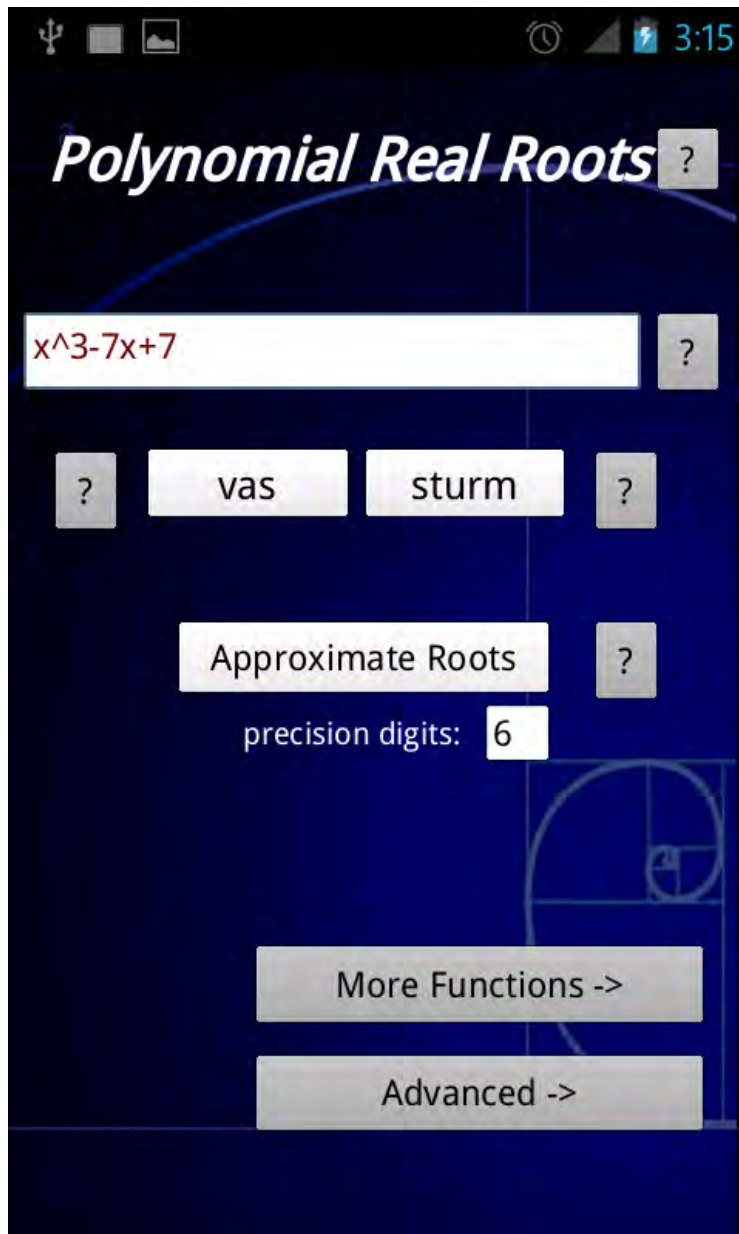 3:15
Polynomial Real Roots ?
x^3-7x+7 ?
? vas sturm ?
Approximate Roots ?
precision digits: 6
More Functions ->
Advanced ->